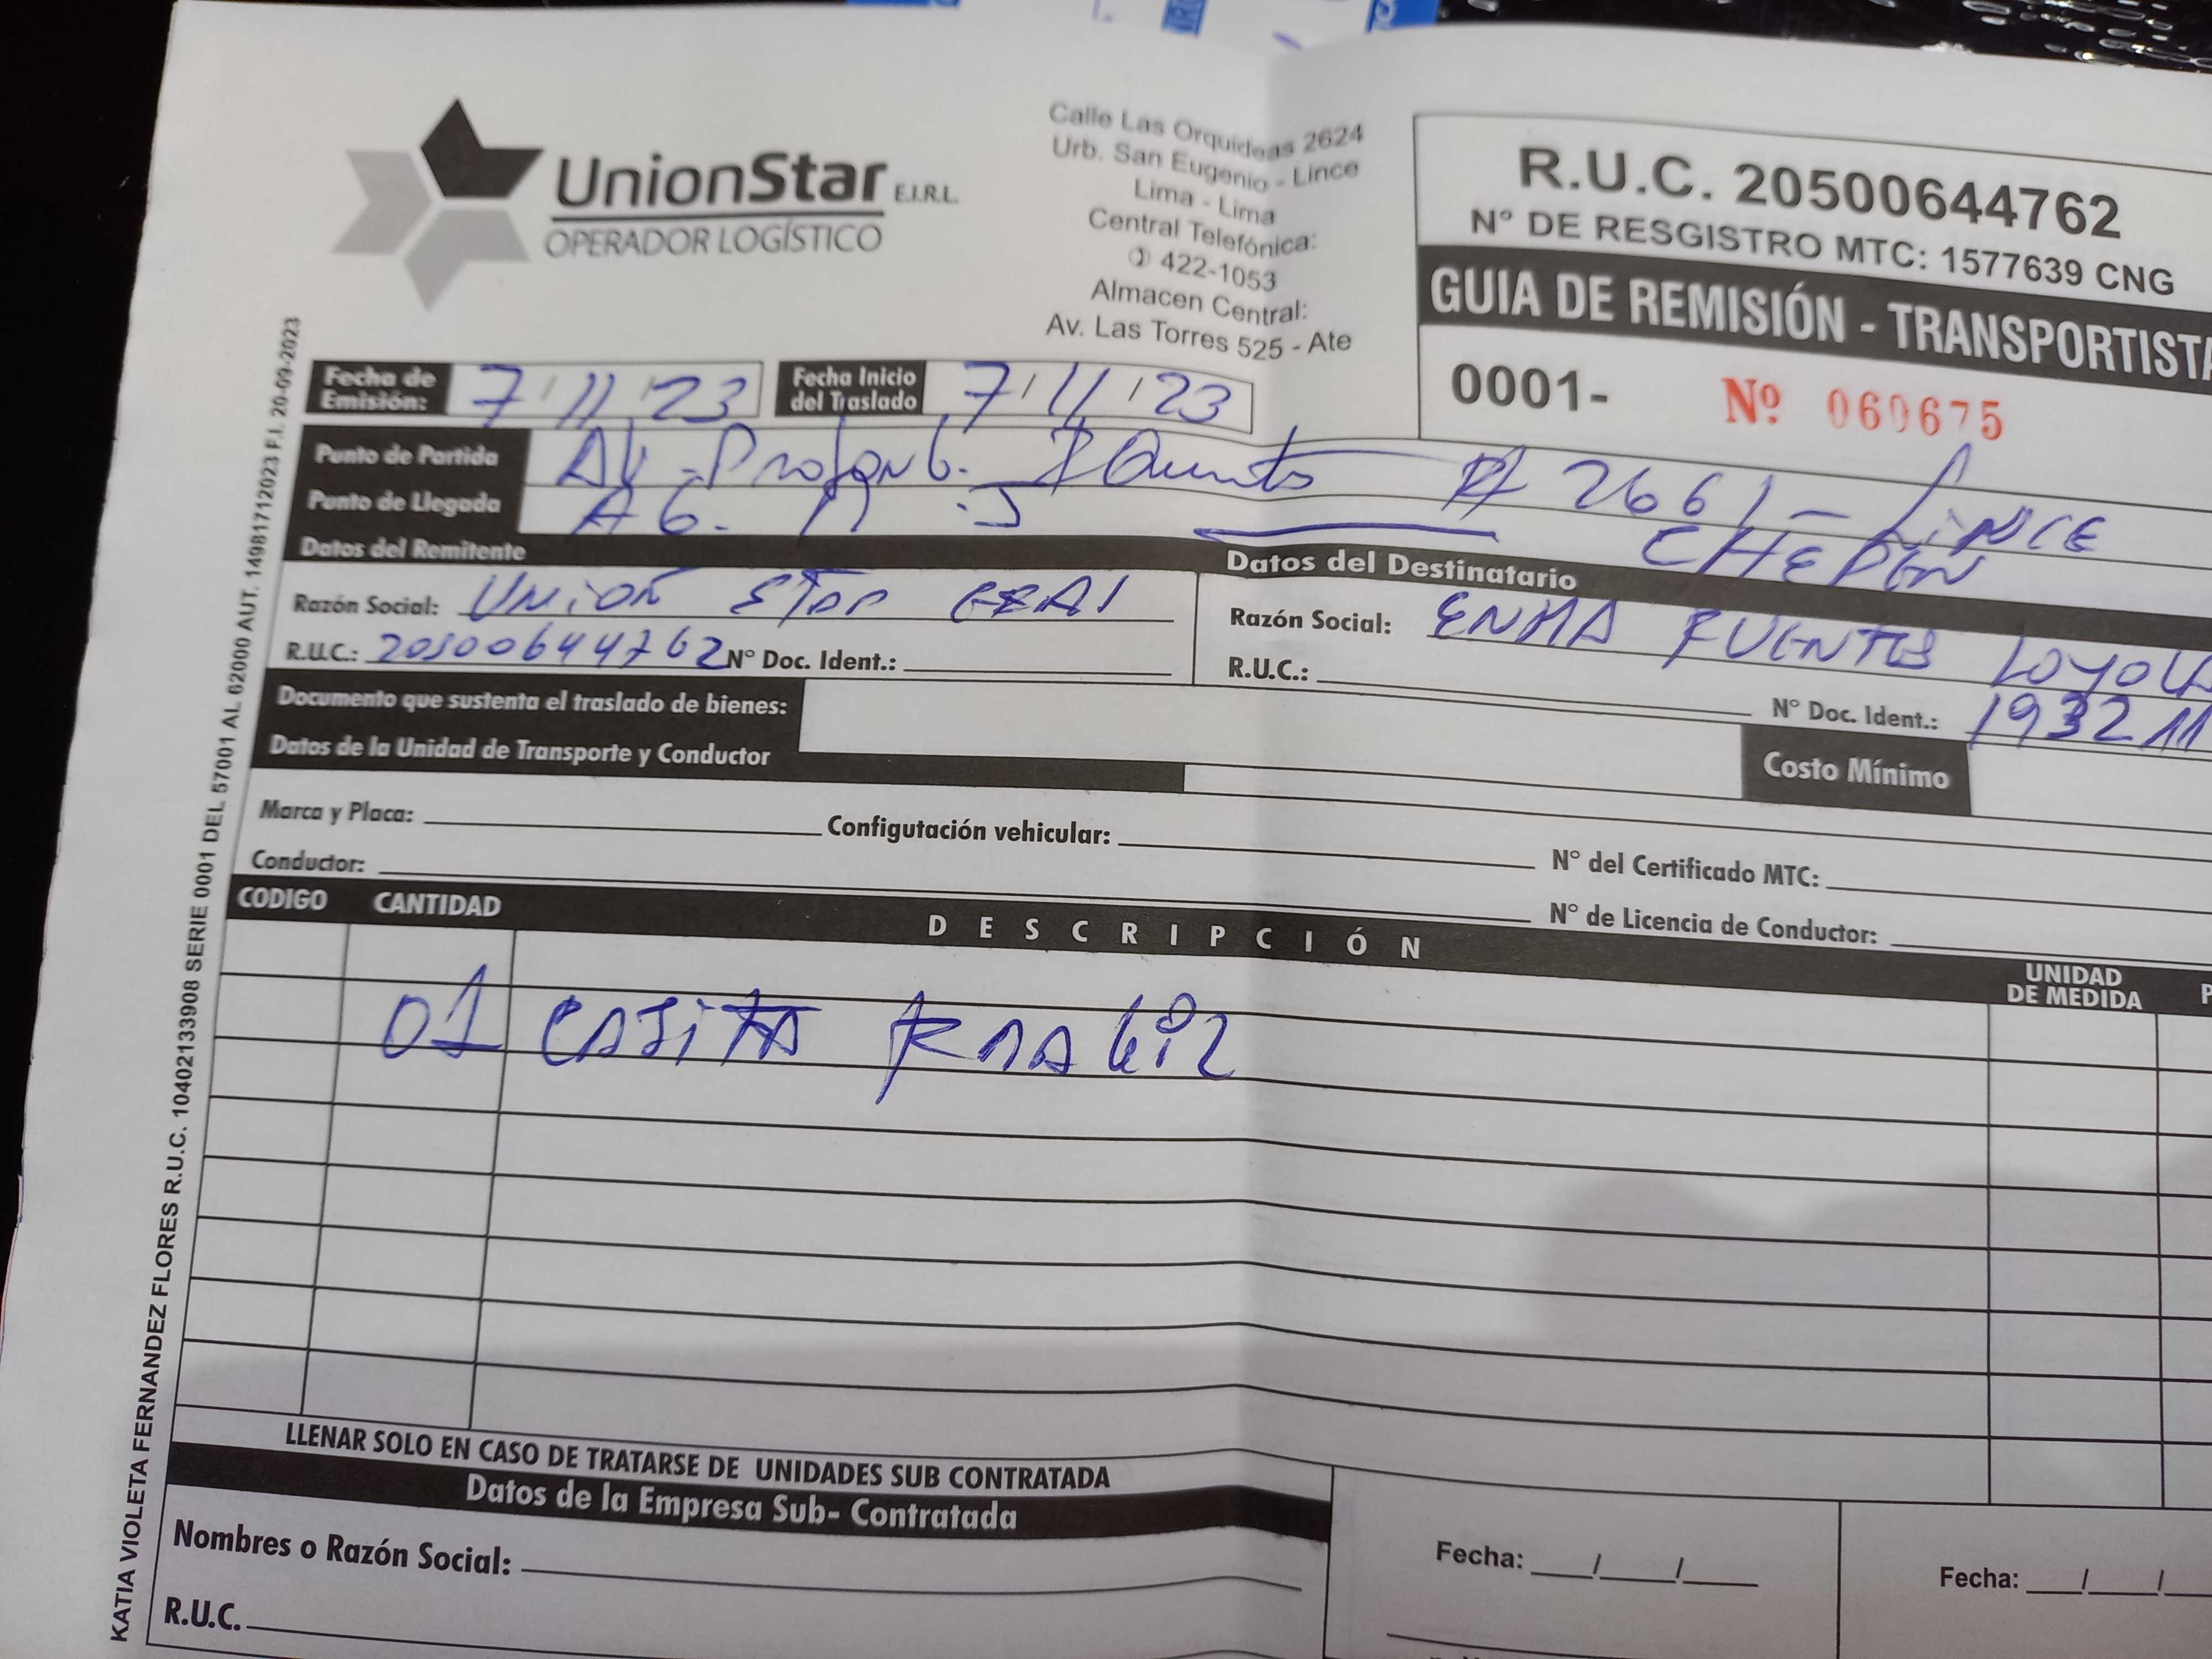 UnionStar E.I.R.L.
OPERADOR LOGÍSTICO
Calle Las Orquideas 2624
Urb. San Eugenio - Lince
Lima - Lima
Central Telefónica:
422-1053
Almacen Central:
Av. Las Torres 525 - Ate
R.U.C. 20500644762
N° DE RESGISTRO MTC: 1577639 CNG
GUIA DE REMISIÓN - TRANSPORTISTA
0001- Nº 060675
Fecha de Emisión: 7/11/23 Fecha Inicio del Traslado 7/11/23
Punto de Partida Av. N° 2661 - LINCE
Punto de Llegada AG. CHEPEN
Datos del Remitente
Razón Social: UNION STAR
R.U.C.: 20500644762 N° Doc. Ident.:
Datos del Destinatario
Razón Social: ENMA FUENTES LOYOLA
R.U.C.:
N° Doc. Ident.: 193211
Documento que sustenta el traslado de bienes:
Costo Mínimo
Datos de la Unidad de Transporte y Conductor
Marca y Placa: Configutación vehicular: N° del Certificado MTC:
Conductor: N° de Licencia de Conductor:
CODIGO CANTIDAD DESCRIPCIÓN UNIDAD DE MEDIDA P
01 CAJITA FRAGIL
LLENAR SOLO EN CASO DE TRATARSE DE UNIDADES SUB CONTRATADA
Datos de la Empresa Sub- Contratada
Nombres o Razón Social:
R.U.C.
Fecha: / /
Fecha: / /
KATIA VIOLETA FERNANDEZ FLORES R.U.C. 10402133908 SERIE 0001 DEL 57001 AL 62000 AUT. 14981712023 F.I. 20-09-2023